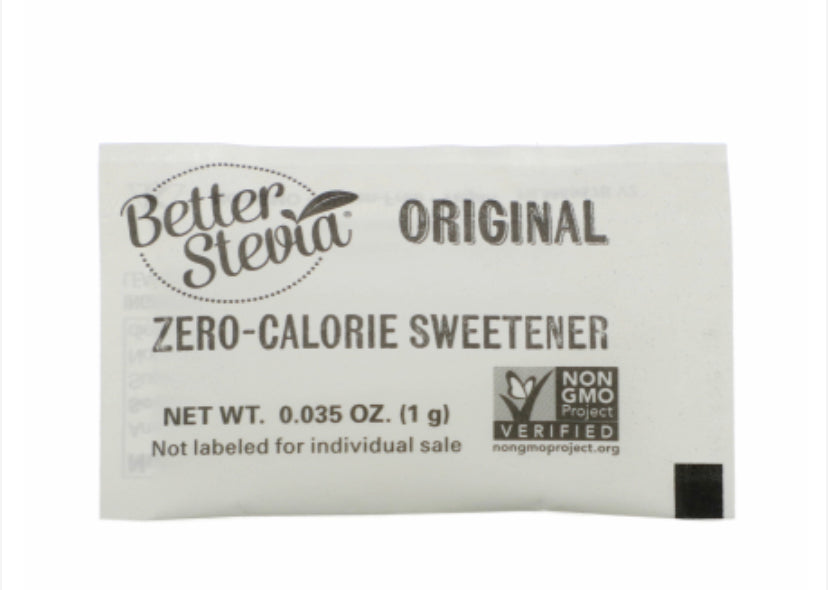 Better
Stevia®
ORIGINAL
ZERO-CALORIE SWEETENER
NET WT. 0.035 OZ. (1 g)
Not labeled for individual sale
NON
GMO
Project
VERIFIED
nongmoproject.org